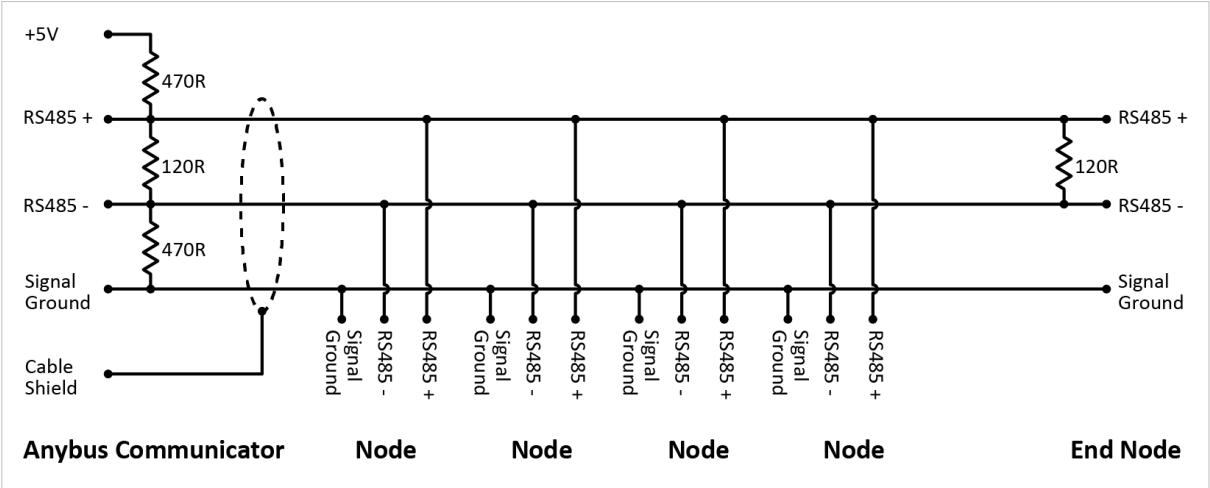 +5V
470R
RS485 +
RS485 +
120R
120R
RS485 -
RS485 -
470R
Signal
Ground
Signal
Ground
Cable
Shield
Signal
Ground
RS485 -
RS485 +
Signal
Ground
RS485 -
RS485 +
Signal
Ground
RS485 -
RS485 +
Signal
Ground
RS485 -
RS485 +
Anybus Communicator
Node
Node
Node
Node
End Node